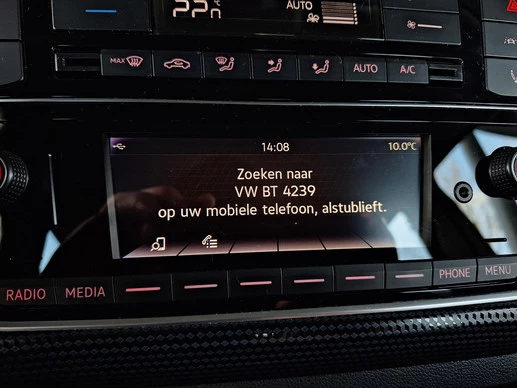 22
AUTO
MAX
AUTO
A/C
14:08
10.0°C
Zoeken naar
VW BT 4239
op uw mobiele telefoon, alstublieft.
RADIO
MEDIA
PHONE
MENU